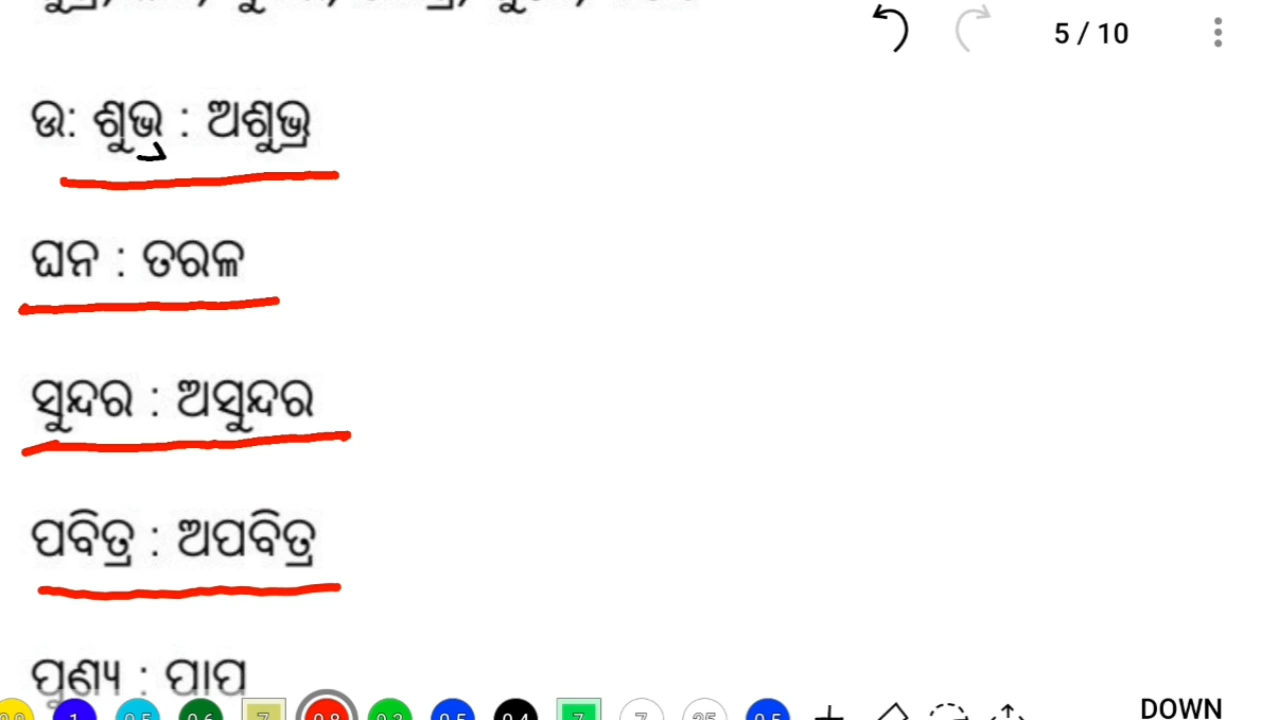 5 / 10
ଉ: ଶୁଭ୍ର : ଅଶୁଭ୍ର
ଘନ : ତରଳ
ସୁନ୍ଦର : ଅସୁନ୍ଦର
ପବିତ୍ର : ଅପବିତ୍ର
ପୁଣ୍ୟ : ପାପ
DOWN